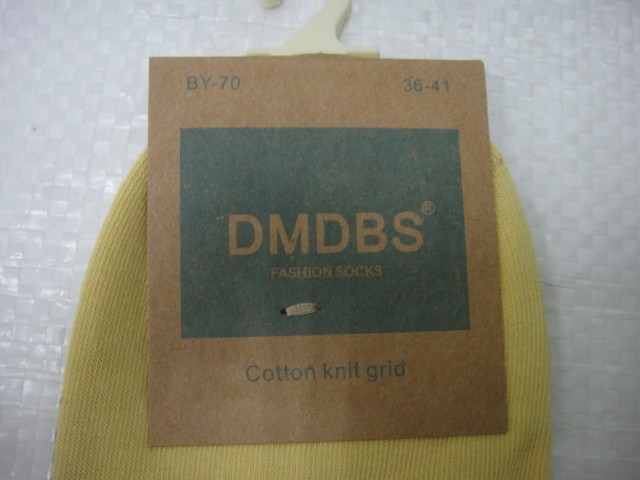 BY-70 36-41
DMDBS®
FASHION SOCKS
Cotton knit grid